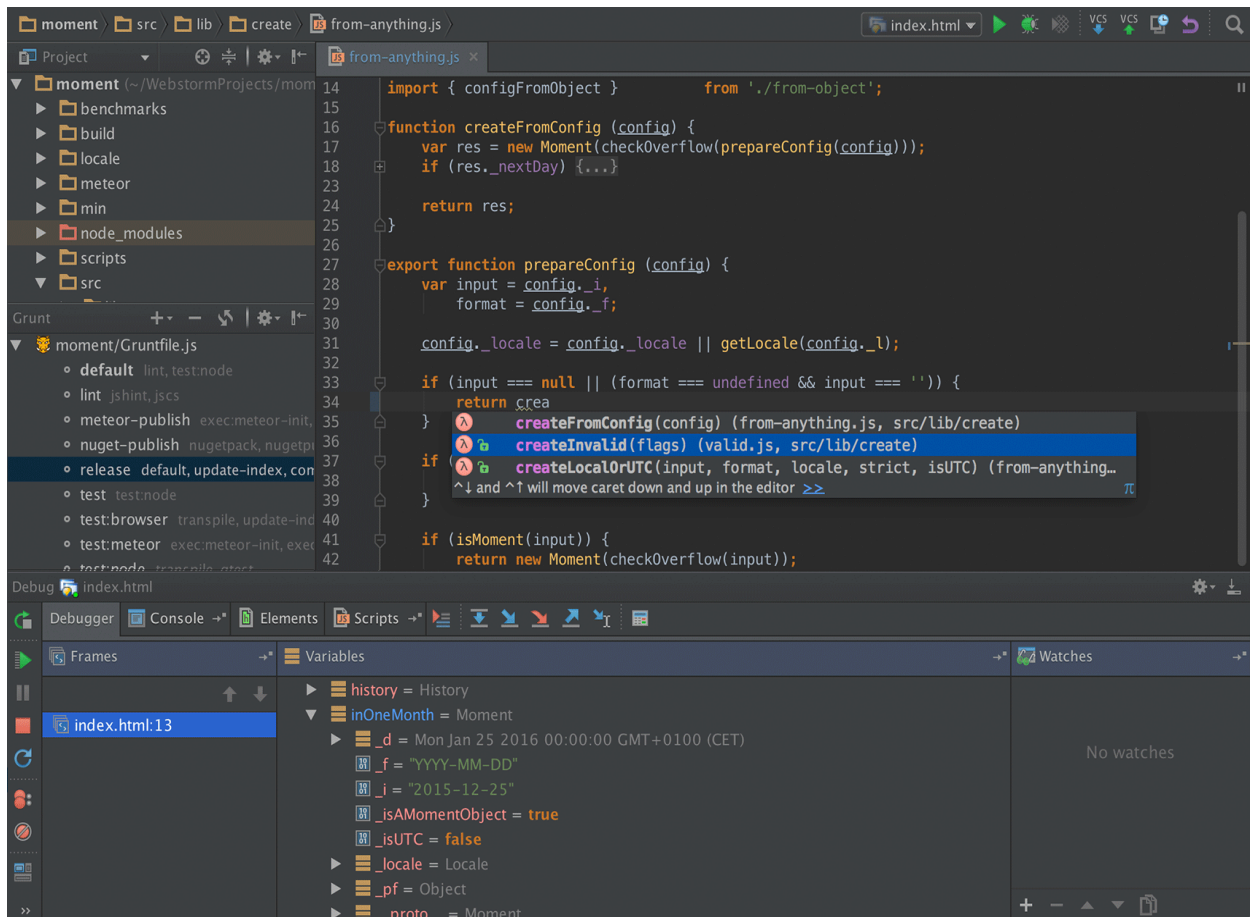 moment src lib create from-anything.js index.html VCS VCS
Project
from-anything.js
moment (~/WebstormProjects/mom
benchmarks
build
locale
meteor
min
node_modules
scripts
src
Grunt
moment/Gruntfile.js
default lint, test:node
lint jshint, jscs
meteor-publish exec:meteor-init,
nuget-publish nugetpack, nugetpu
release default, update-index, com
test test:node
test:browser transpile, update-ind
test:meteor exec:meteor-init, exec
test:node transpile, qtest
14 import { configFromObject } from './from-object';
15
16 function createFromConfig (config) {
17 var res = new Moment(checkOverflow(prepareConfig(config)));
18 if (res._nextDay) {...}
23
24 return res;
25 }
26
27 export function prepareConfig (config) {
28 var input = config._i,
29 format = config._f;
30
31 config._locale = config._locale || getLocale(config._l);
32
33 if (input === null || (format === undefined && input === '')) {
34 return crea
35 }
36
37 if (
38
39 }
40
41 if (isMoment(input)) {
42 return new Moment(checkOverflow(input));
λ createFromConfig(config) (from-anything.js, src/lib/create)
λ createInvalid(flags) (valid.js, src/lib/create)
λ createLocalOrUTC(input, format, locale, strict, isUTC) (from-anything…
^↓ and ^↑ will move caret down and up in the editor >> π
Debug index.html
Debugger Console Elements Scripts
Frames
index.html:13
Variables
history = History
inOneMonth = Moment
_d = Mon Jan 25 2016 00:00:00 GMT+0100 (CET)
_f = "YYYY-MM-DD"
_i = "2015-12-25"
_isAMomentObject = true
_isUTC = false
_locale = Locale
_pf = Object
__proto__ = Moment
Watches
No watches